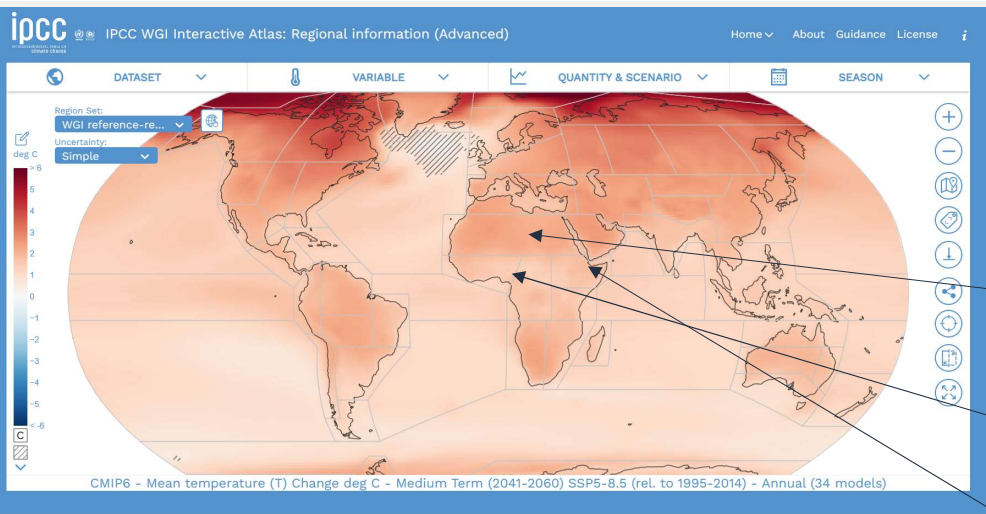 ipcc
IPCC WGI Interactive Atlas: Regional information (Advanced)
Home About Guidance License i
DATASET VARIABLE QUANTITY & SCENARIO SEASON
Region Set:
WGI reference-re...
Uncertainty:
Simple
deg C
> 6
5
4
3
2
1
0
−1
−2
−3
−4
−5
< -6
C
CMIP6 - Mean temperature (T) Change deg C - Medium Term (2041-2060) SSP5-8.5 (rel. to 1995-2014) - Annual (34 models)